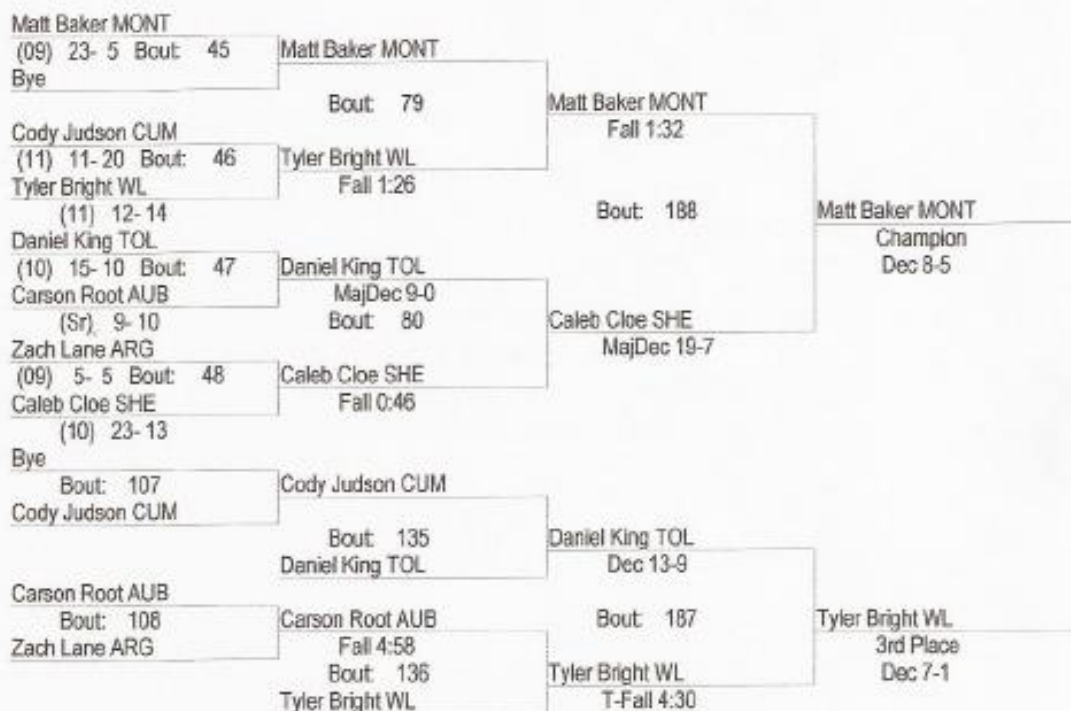 Matt Baker MONT
(09) 23- 5 Bout: 45
Bye
Matt Baker MONT
Bout: 79
Cody Judson CUM
(11) 11- 20 Bout: 46
Tyler Bright WL
(11) 12- 14
Tyler Bright WL
Fall 1:26
Matt Baker MONT
Fall 1:32
Bout: 188
Daniel King TOL
(10) 15- 10 Bout: 47
Carson Root AUB
(Sr) 9- 10
Daniel King TOL
MajDec 9-0
Bout: 80
Zach Lane ARG
(09) 5- 5 Bout: 48
Caleb Cloe SHE
(10) 23- 13
Caleb Cloe SHE
Fall 0:46
Caleb Cloe SHE
MajDec 19-7
Matt Baker MONT
Champion
Dec 8-5
Bye
Bout: 107
Cody Judson CUM
Cody Judson CUM
Bout: 135
Daniel King TOL
Daniel King TOL
Dec 13-9
Bout: 187
Carson Root AUB
Bout: 108
Zach Lane ARG
Carson Root AUB
Fall 4:58
Bout: 136
Tyler Bright WL
Tyler Bright WL
T-Fall 4:30
Tyler Bright WL
3rd Place
Dec 7-1